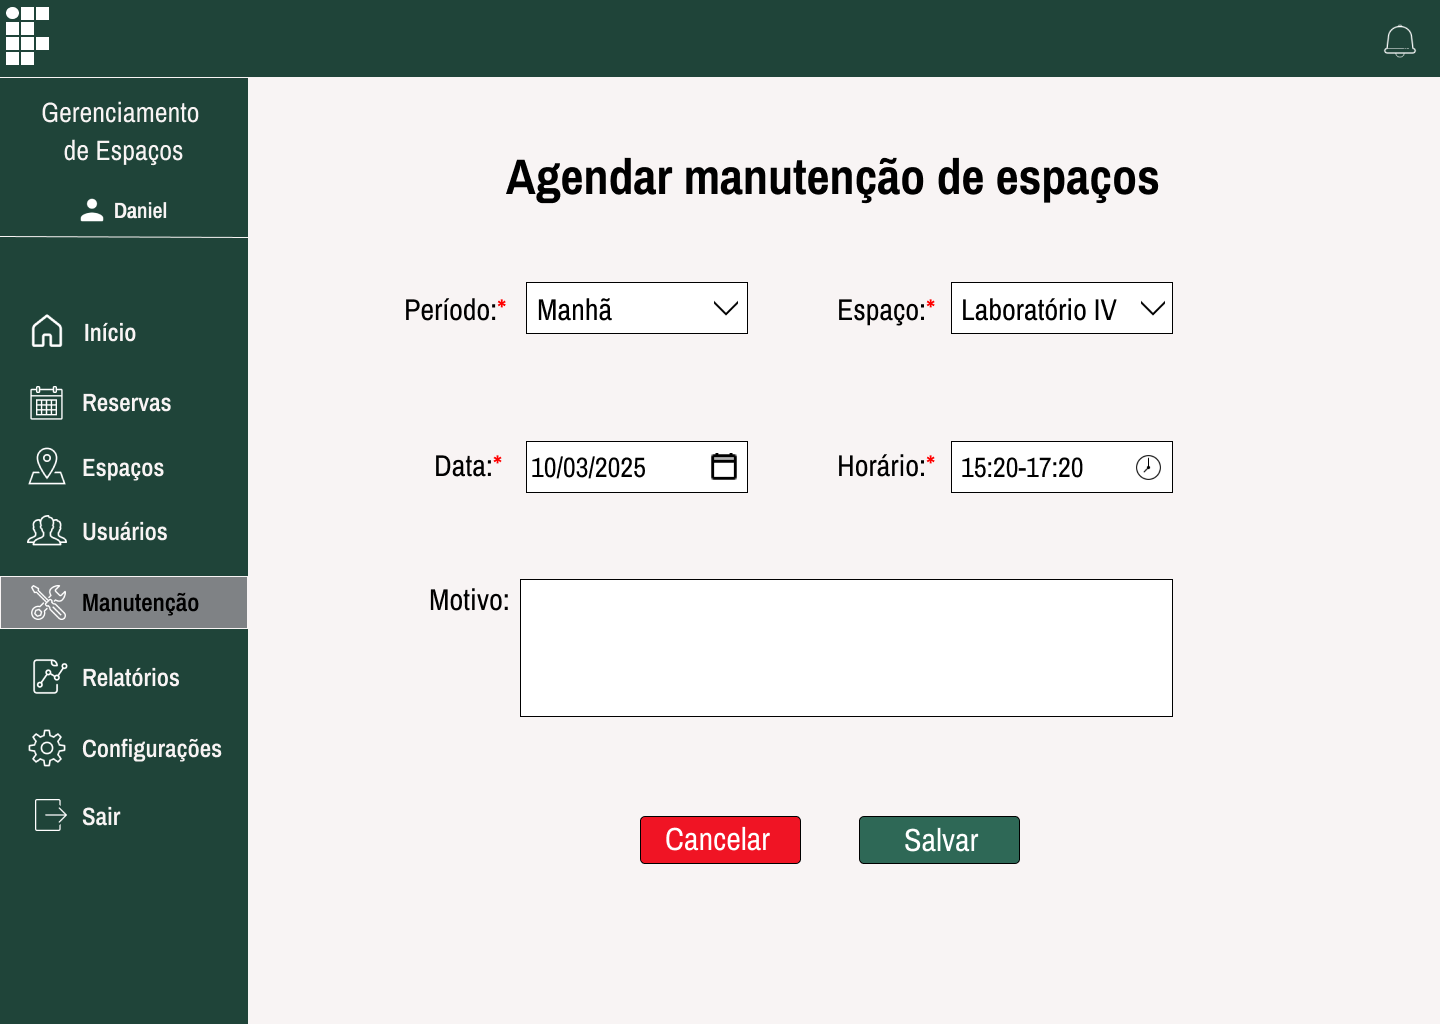 Gerenciamento
de Espaços
Daniel
Início
Reservas
Espaços
Usuários
Manutenção
Relatórios
Configurações
Sair
Agendar manutenção de espaços
Período:* Manhã
Espaço:* Laboratório IV
Data:* 10/03/2025
Horário:* 15:20-17:20
Motivo:
Cancelar
Salvar